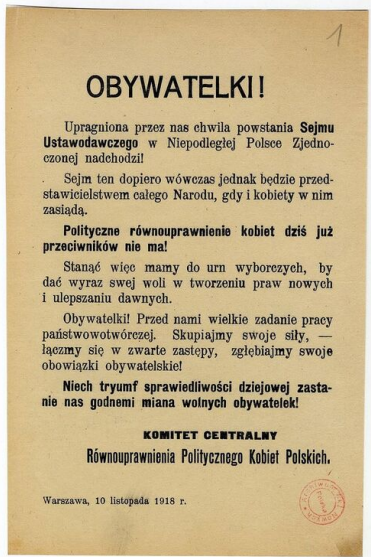 1
OBYWATELKI!
Upragniona przez nas chwila powstania Sejmu
Ustawodawczego w Niepodległej Polsce Zjedno-
czonej nadchodzi!
Sejm ten dopiero wówczas jednak będzie przed-
stawicielstwem całego Narodu, gdy i kobiety w nim
zasiądą.
Polityczne równouprawnienie kobiet dziś już
przeciwników nie ma!
Stanąć więc mamy do urn wyborczych, by
dać wyraz swej woli w tworzeniu praw nowych
i ulepszaniu dawnych.
Obywatelki! Przed nami wielkie zadanie pracy
państwowotwórczej. Skupiajmy swoje siły, —
łączmy się w zwarte zastępy, zgłębiajmy swoje
obowiązki obywatelskie!
Niech tryumf sprawiedliwości dziejowej zasta-
nie nas godnemi miana wolnych obywatelek!
KOMITET CENTRALNY
Równouprawnienia Politycznego Kobiet Polskich.
Warszawa, 10 listopada 1918 r.